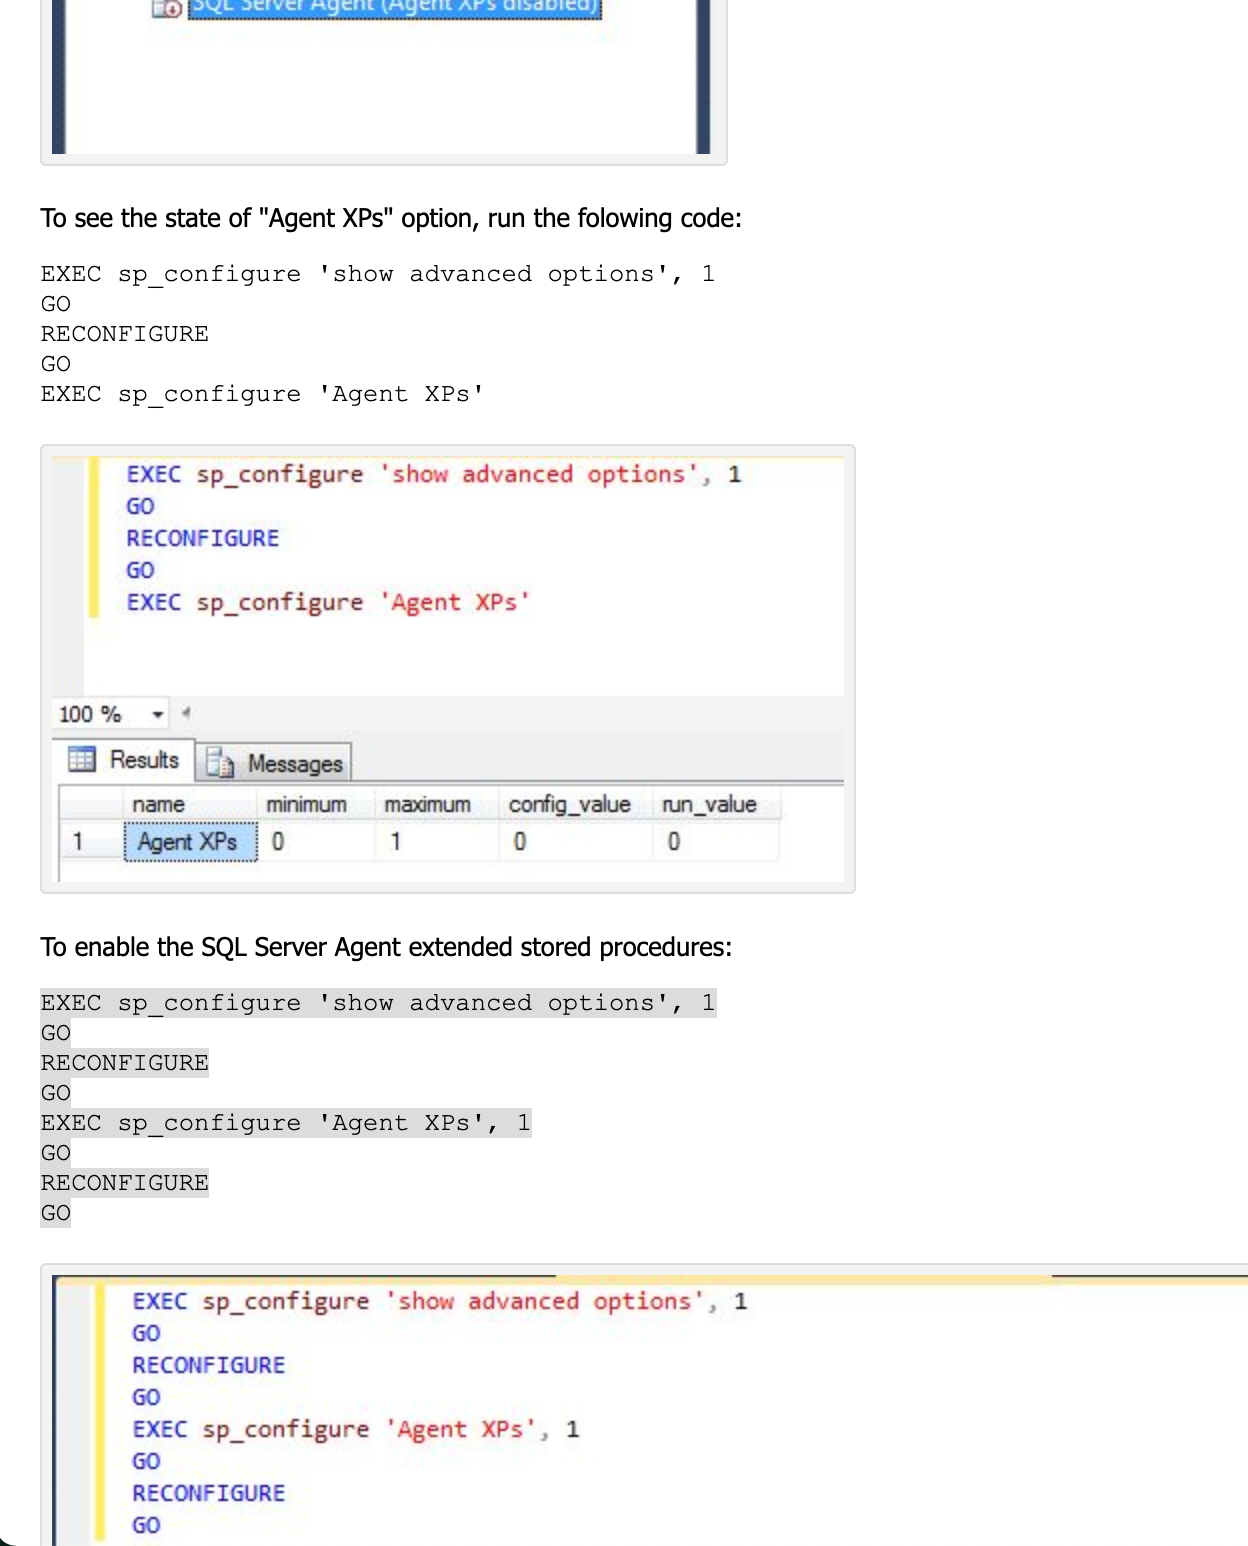 SQL Server Agent (Agent XPs disabled)
To see the state of "Agent XPs" option, run the folowing code:
EXEC sp_configure 'show advanced options', 1
GO
RECONFIGURE
GO
EXEC sp_configure 'Agent XPs'
EXEC sp_configure 'show advanced options', 1
GO
RECONFIGURE
GO
EXEC sp_configure 'Agent XPs'
100 %
Results Messages
name minimum maximum config_value run_value
1 Agent XPs 0 1 0 0
To enable the SQL Server Agent extended stored procedures:
EXEC sp_configure 'show advanced options', 1
GO
RECONFIGURE
GO
EXEC sp_configure 'Agent XPs', 1
GO
RECONFIGURE
GO
EXEC sp_configure 'show advanced options', 1
GO
RECONFIGURE
GO
EXEC sp_configure 'Agent XPs', 1
GO
RECONFIGURE
GO